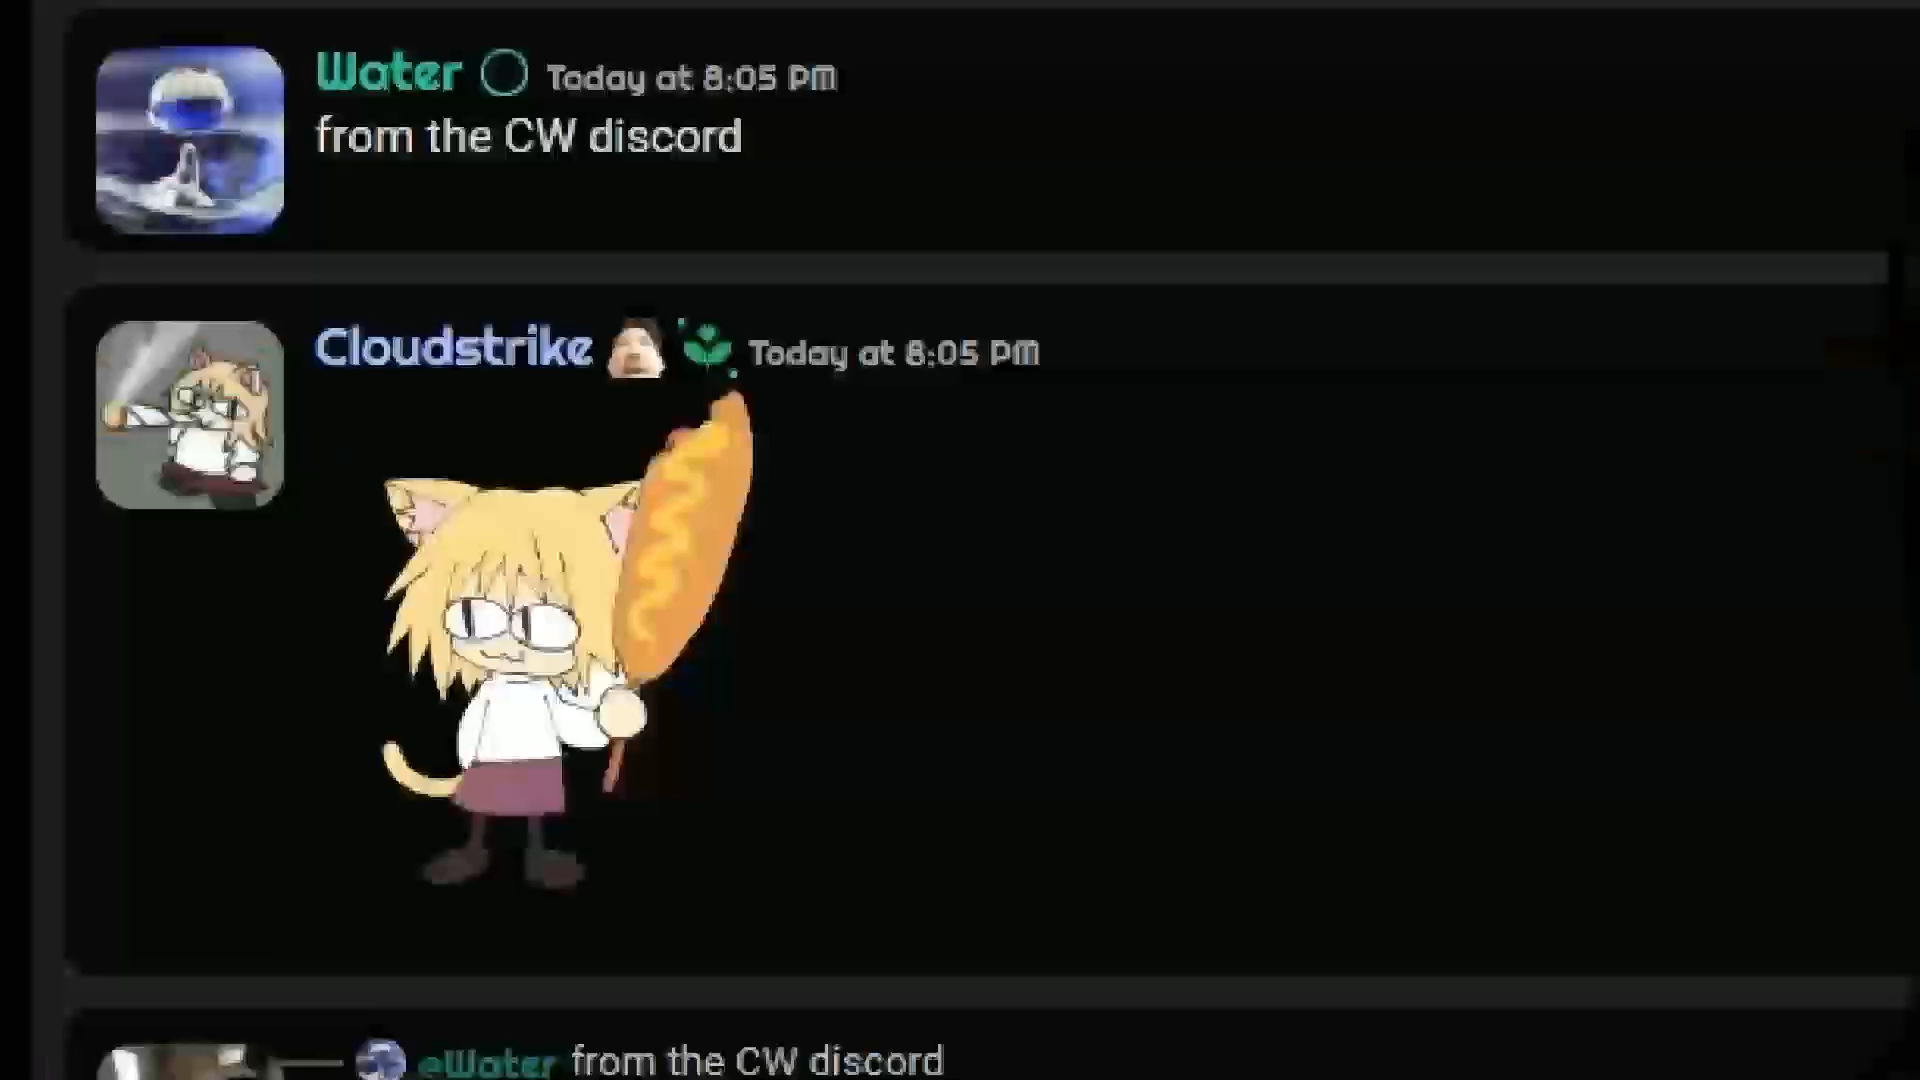 Water Today at 8:05 PM
from the CW discord
Cloudstrike Today at 8:05 PM
@Water from the CW discord